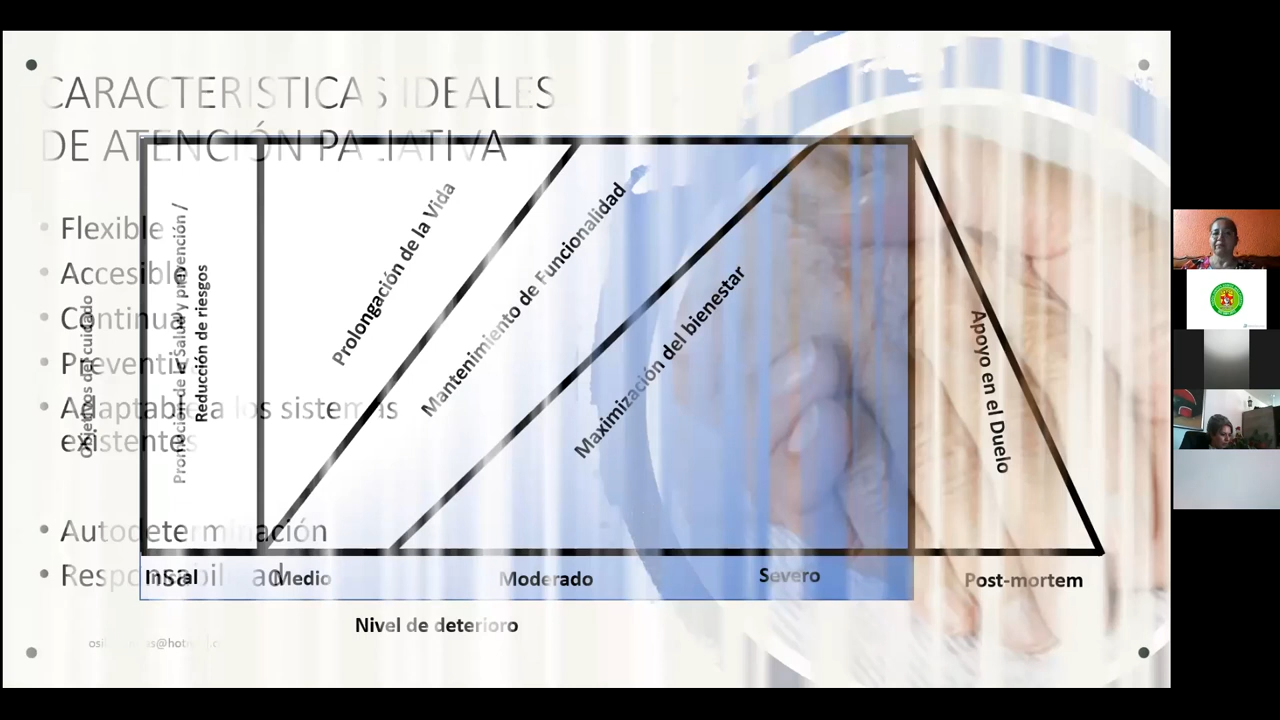 CARACTERISTICAS IDEALES
DE ATENCIÓN PALIATIVA
Flexible
Accesible
Continua
Preventiva
Adaptable a los sistemas
existentes
Autodeterminación
Responsabilidad
Objetivos del cuidado
Promoción de la Salud y prevención /
Reducción de riesgos
Prolongación de la Vida
Mantenimiento de Funcionalidad
Maximización del bienestar
Apoyo en el Duelo
Inicial
Medio
Moderado
Severo
Post-mortem
Nivel de deterioro